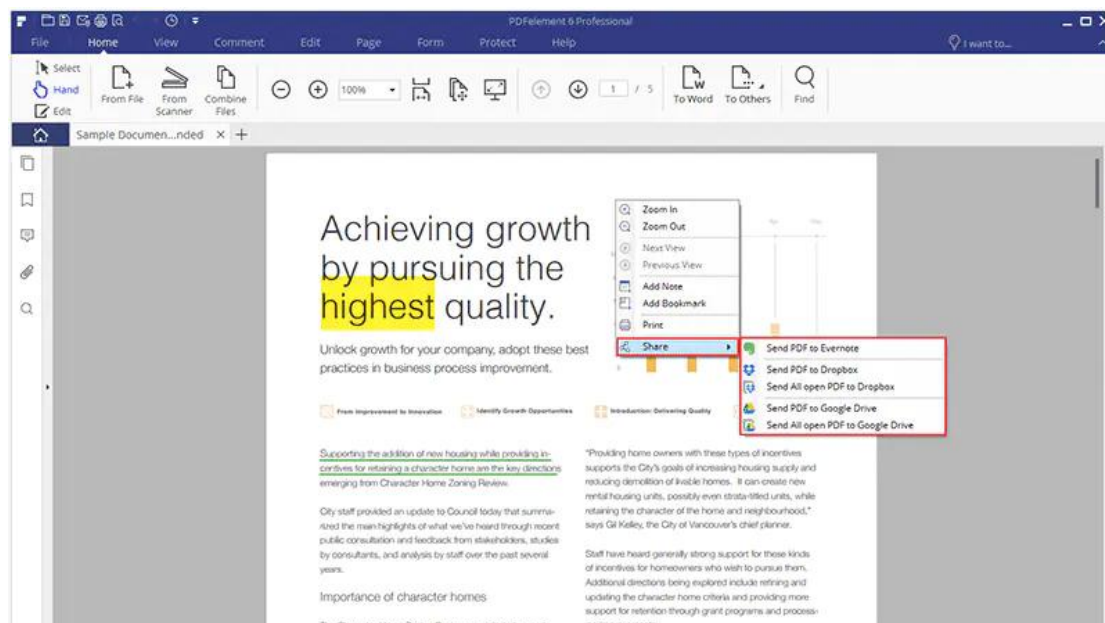 PDFelement 6 Professional
File Home View Comment Edit Page Form Protect Help I want to...
Select
Hand
Edit
From File
From Scanner
Combine Files
100%
1 / 5
To Word
To Others
Find
Sample Documen...nded × +
Achieving growth
by pursuing the
highest quality.
Unlock growth for your company, adopt these best
practices in business process improvement.
From Improvement to Innovation
Identify Growth Opportunities
Introduction: Delivering Quality
Zoom In
Zoom Out
Next View
Previous View
Add Note
Add Bookmark
Print
Share
Send PDF to Evernote
Send PDF to Dropbox
Send All open PDF to Dropbox
Send PDF to Google Drive
Send All open PDF to Google Drive
Supporting the addition of new housing while providing in-
centives for retaining a character home are the key directions
emerging from Character Home Zoning Review.
City staff provided an update to Council today that summa-
rized the main highlights of what we've heard through recent
public consultation and feedback from stakeholders, studies
by consultants, and analysis by staff over the past several
years.
Importance of character homes
"Providing home owners with these types of incentives
supports the City's goals of increasing housing supply and
reducing demolition of livable homes. It can create new
rental housing units, possibly even strata-titled units, while
retaining the character of the home and neighbourhood,"
says Gil Kelley, the City of Vancouver's chief planner.
Staff have heard generally strong support for these kinds
of incentives for homeowners who wish to pursue them.
Additional directions being explored include refining and
updating the character home criteria and providing more
support for retention through grant programs and process-